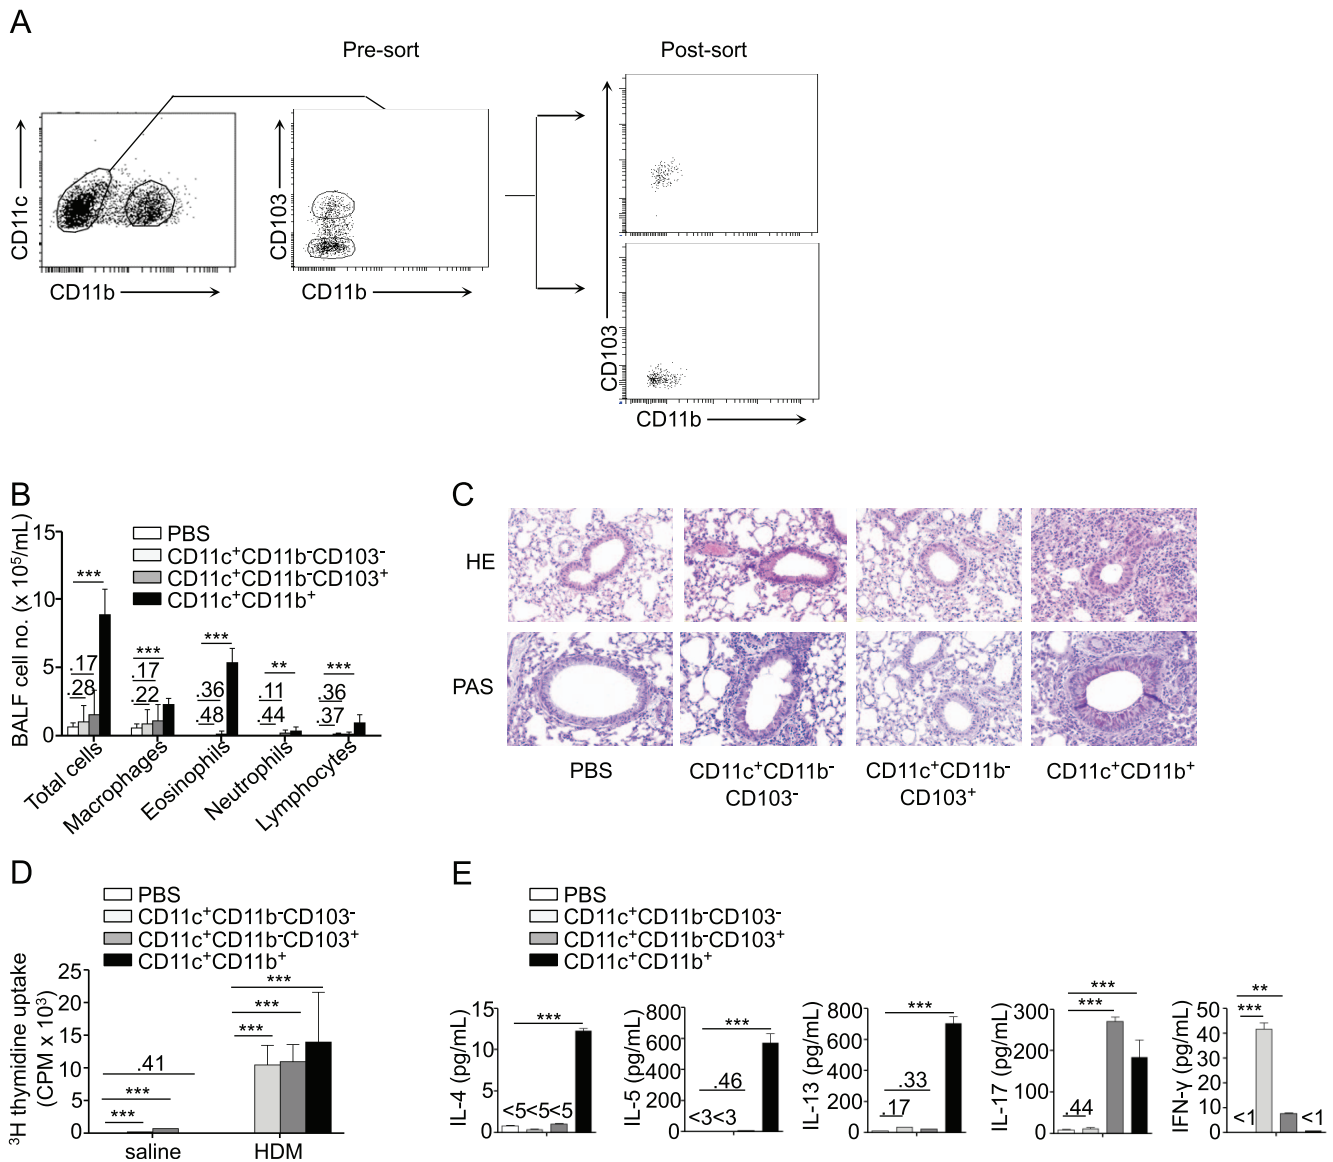 A
Pre-sort
Post-sort
CD11c
CD11b
CD103
CD11b
CD103
CD11b
B
BALF cell no. (x 10⁵/mL)
15
10
5
0
PBS
CD11c⁺CD11b⁻CD103⁻
CD11c⁺CD11b⁻CD103⁺
CD11c⁺CD11b⁺
***
.17
.28
***
.17
.22
***
.36
.48
**
.11
.44
***
.36
.37
Total cells
Macrophages
Eosinophils
Neutrophils
Lymphocytes
C
HE
PAS
PBS
CD11c⁺CD11b⁻
CD103⁻
CD11c⁺CD11b⁻
CD103⁺
CD11c⁺CD11b⁺
D
PBS
CD11c⁺CD11b⁻CD103⁻
CD11c⁺CD11b⁻CD103⁺
CD11c⁺CD11b⁺
³H thymidine uptake
(CPM x 10³)
25
20
15
10
5
0
.41
***
***
***
***
***
saline
HDM
E
PBS
CD11c⁺CD11b⁻CD103⁻
CD11c⁺CD11b⁻CD103⁺
CD11c⁺CD11b⁺
IL-4 (pg/mL)
15
10
5
0
***
<5<5<5
IL-5 (pg/mL)
800
600
400
200
0
***
.46
<3<3
IL-13 (pg/mL)
800
600
400
200
0
***
.33
.17
IL-17 (pg/mL)
300
200
100
0
***
***
.44
IFN-γ (pg/mL)
50
40
30
20
10
0
**
***
<1
<1